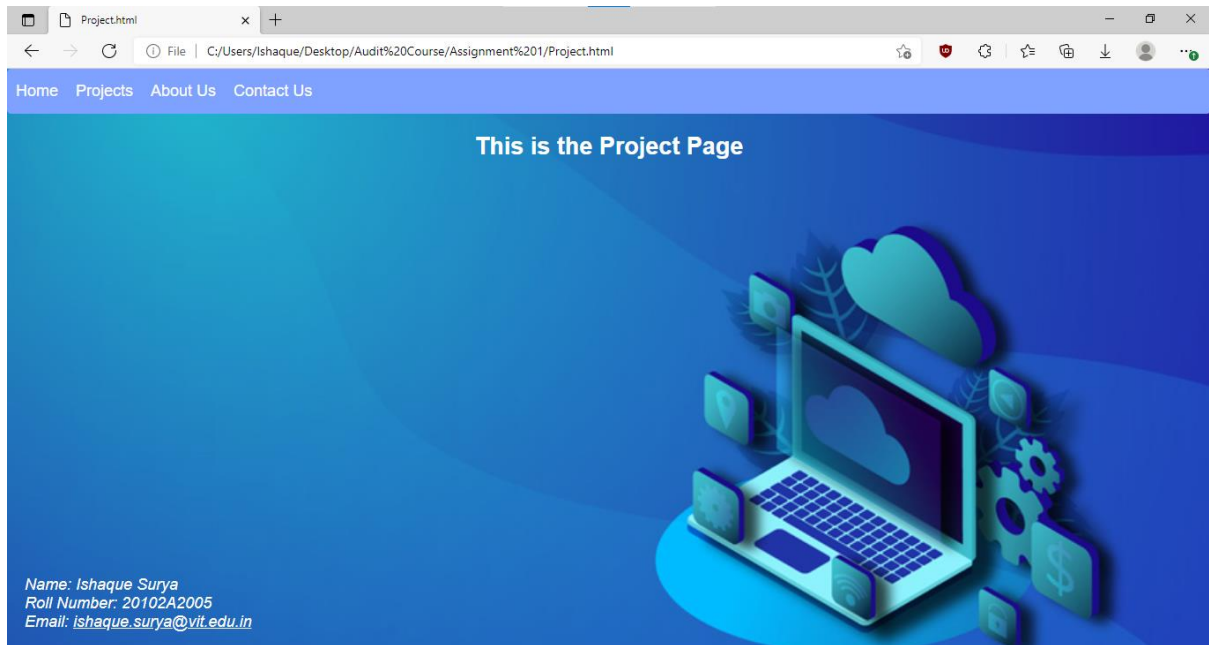 Project.html
File | C:/Users/Ishaque/Desktop/Audit%20Course/Assignment%201/Project.html
Home Projects About Us Contact Us
This is the Project Page
$
Name: Ishaque Surya
Roll Number: 20102A2005
Email: ishaque.surya@vit.edu.in